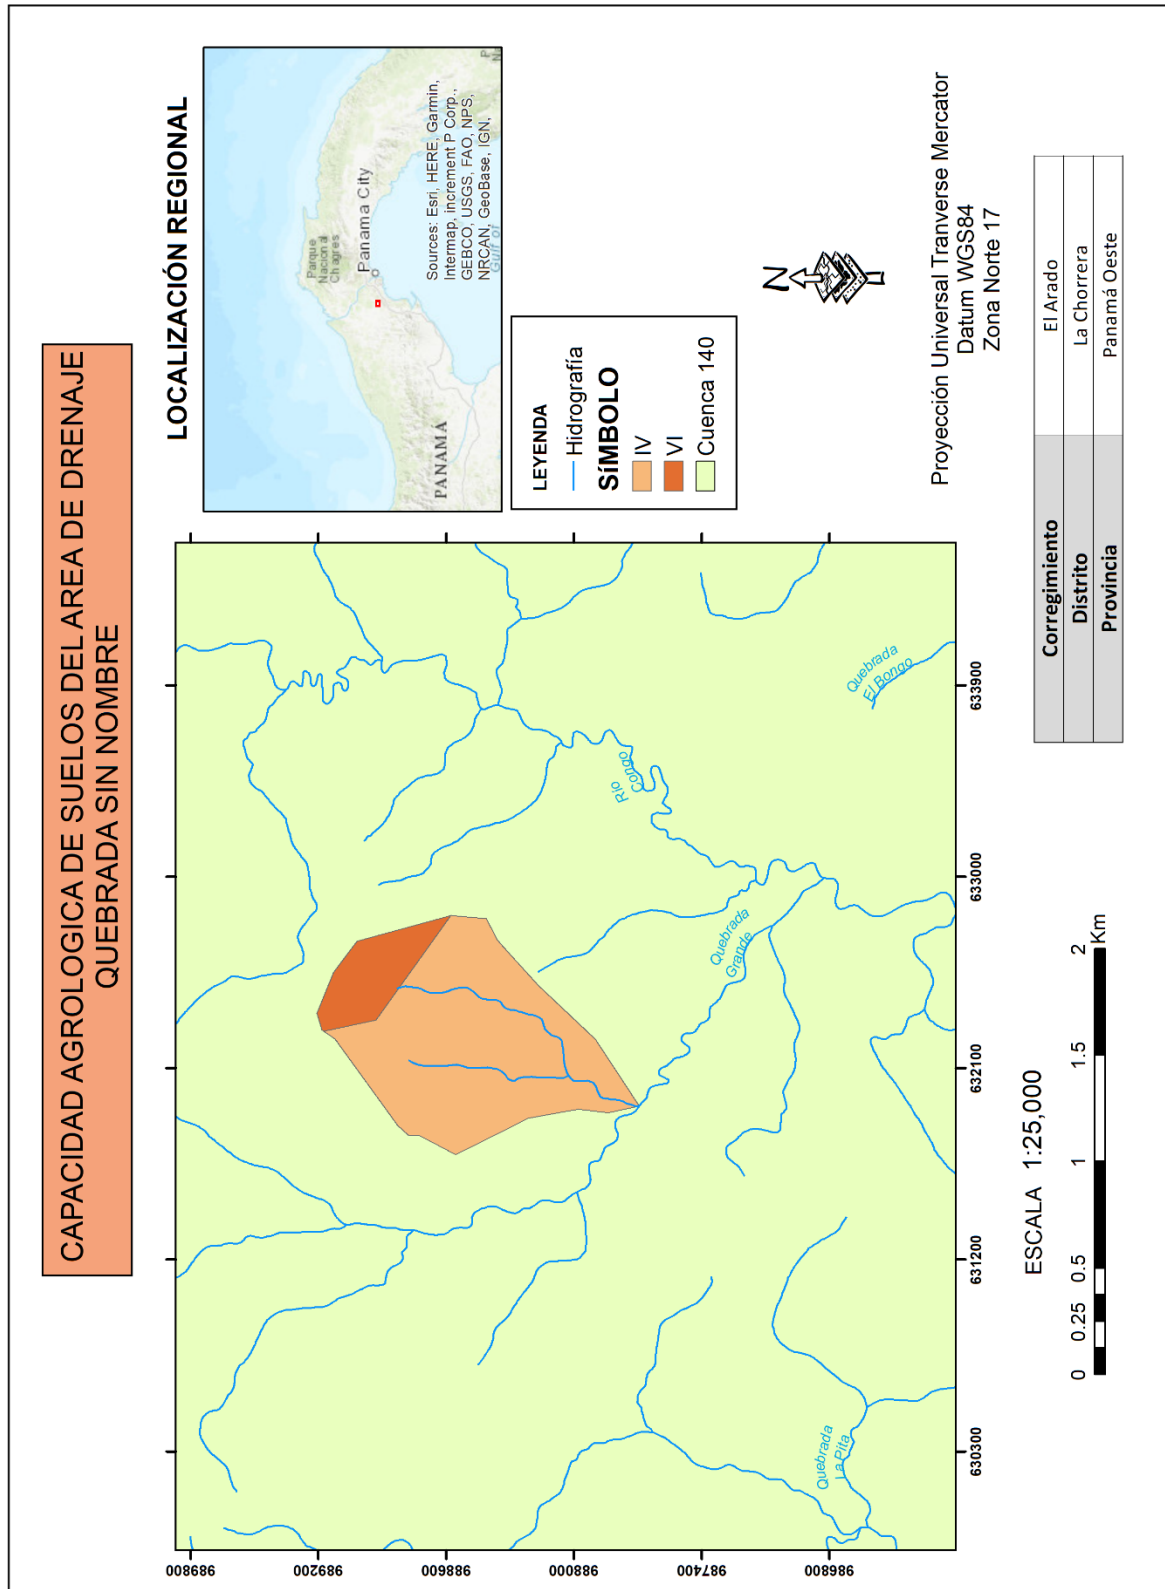 CAPACIDAD AGROLOGICA DE SUELOS DEL AREA DE DRENAJE
QUEBRADA SIN NOMBRE
LOCALIZACIÓN REGIONAL
Parque
Nacional
Chagres
Panama City
PANAMÁ
Gulf of
Sources: Esri, HERE, Garmin,
Intermap, increment P Corp.,
GEBCO, USGS, FAO, NPS,
NRCAN, GeoBase, IGN,
LEYENDA
Hidrografía
SíMBOLO
IV
VI
Cuenca 140
N
Proyección Universal Tranverse Mercator
Datum WGS84
Zona Norte 17
989800
989200
988600
988000
987400
986800
Río
Congo
Quebrada
Grande
Quebrada
El Bongo
Quebrada
La Pita
630300 631200 632100 633000 633900
ESCALA 1:25,000
0 0.25 0.5 1 1.5 2
Km
Corregimiento El Arado
Distrito La Chorrera
Provincia Panamá Oeste